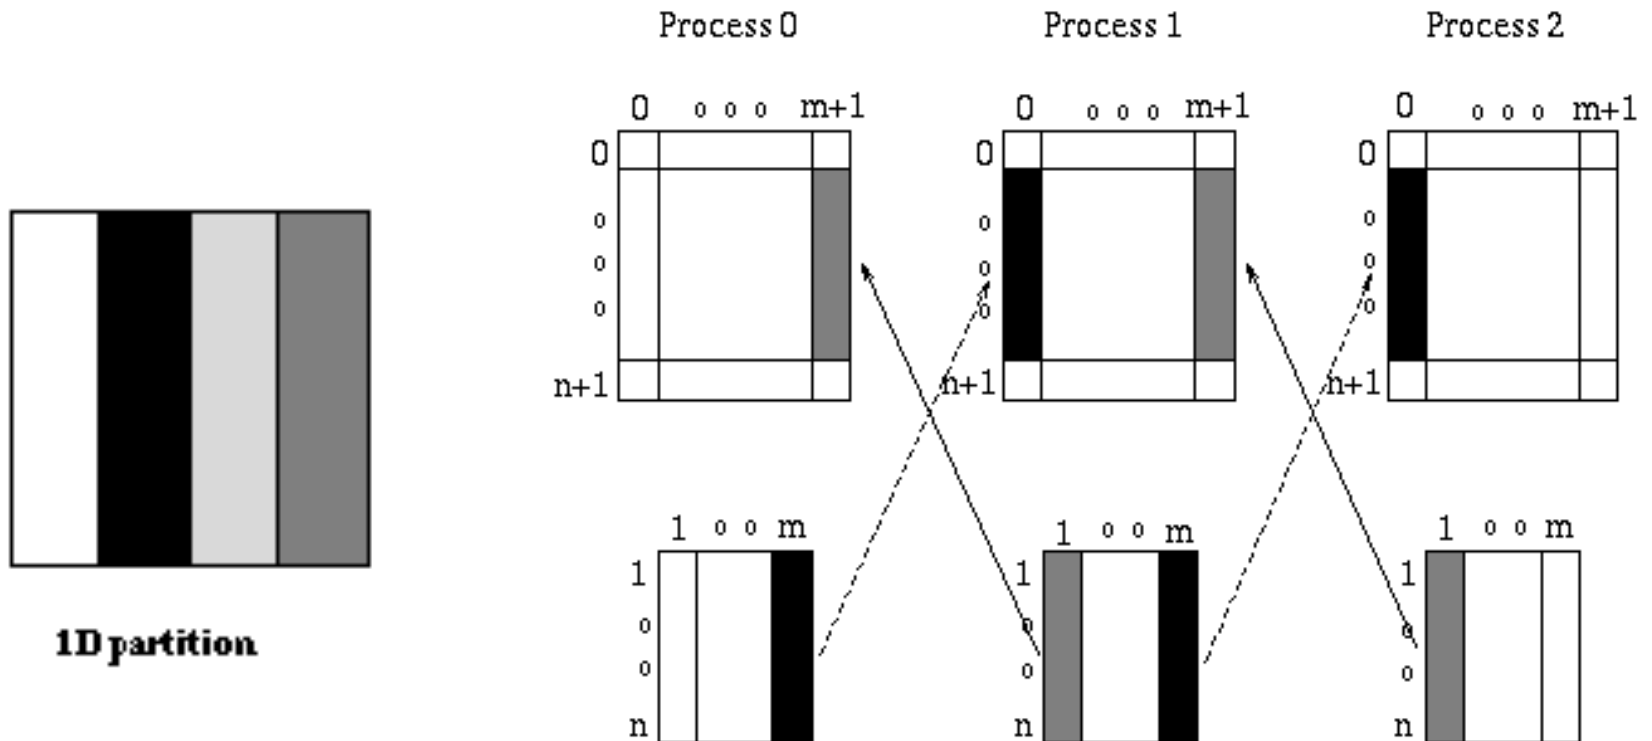 Process 0 Process 1 Process 2
0 o o o m+1 0 o o o m+1 0 o o o m+1
0 0 0
o o o
o o o
o o o
n+1 n+1 n+1
1 o o m 1 o o m 1 o o m
1 1 1
o o o
1D partition
o o o
n n n